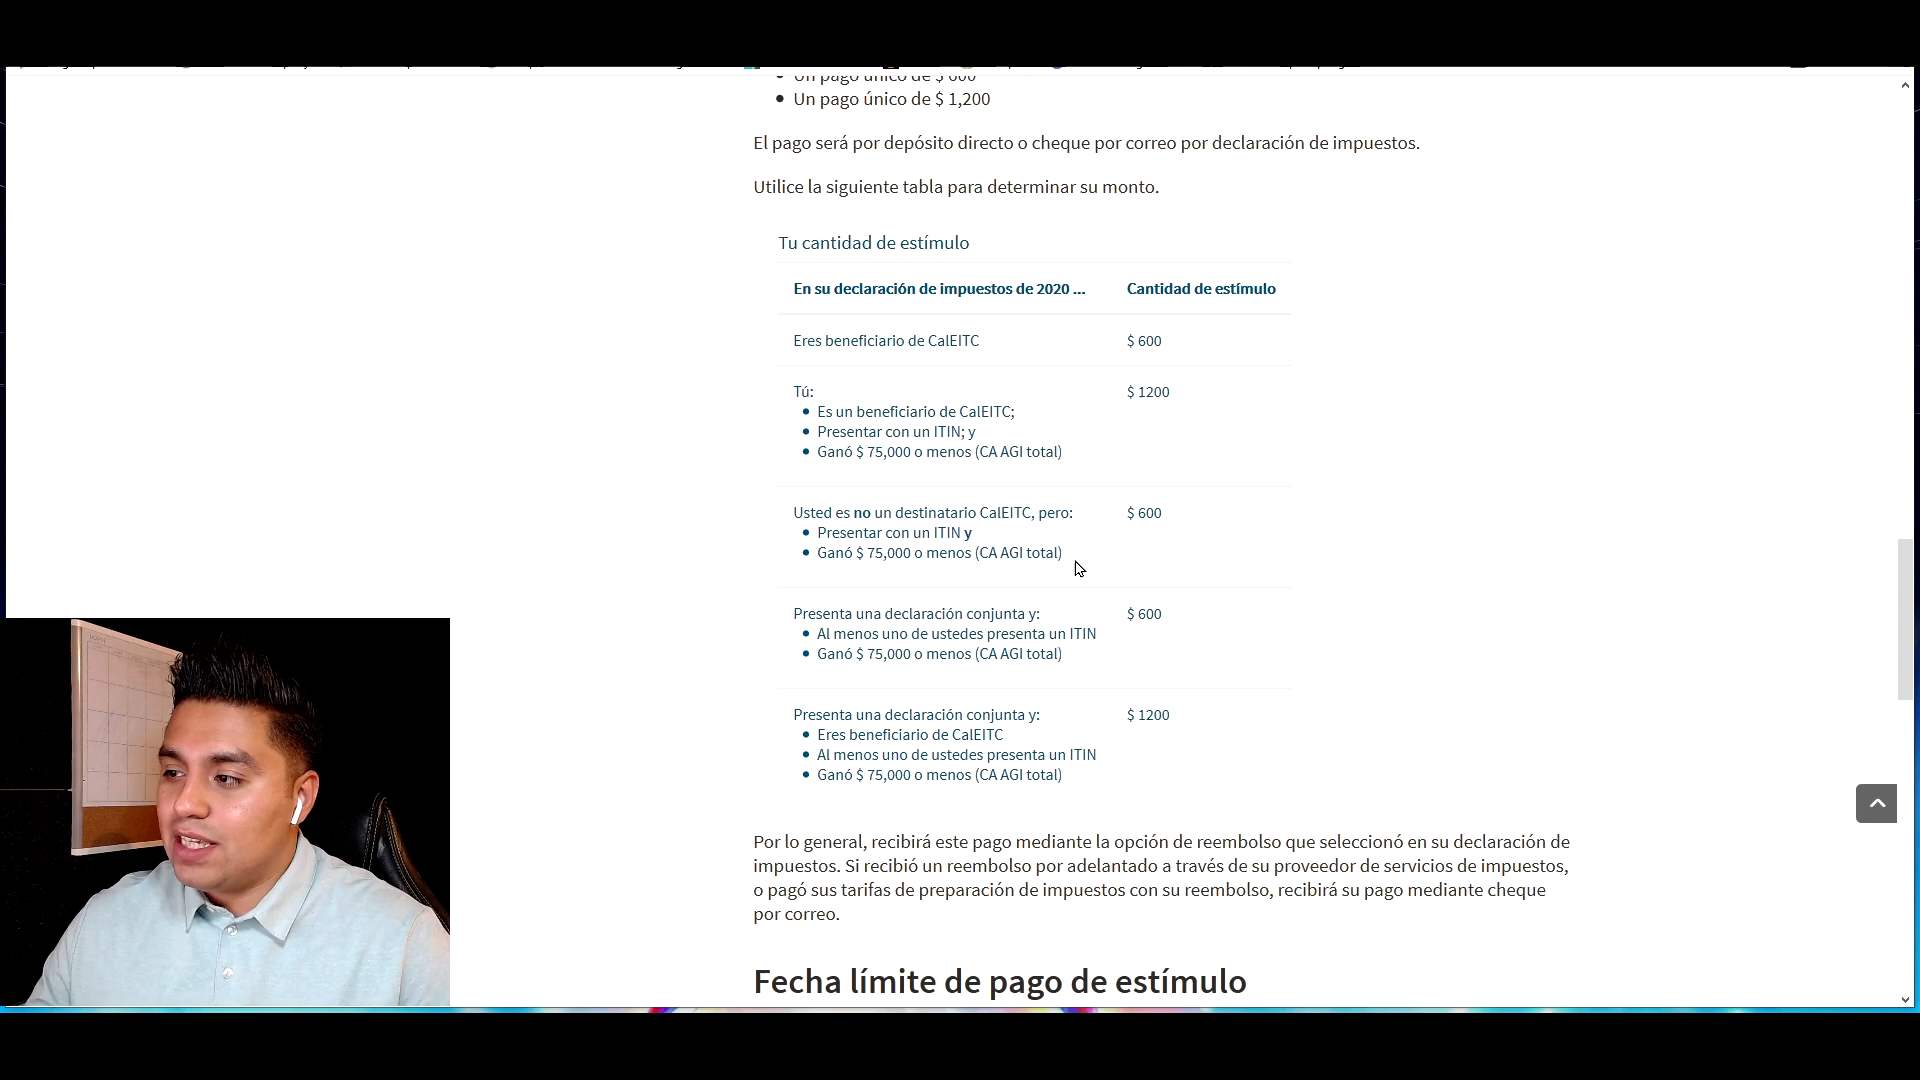 Un pago único de $ 600
Un pago único de $ 1,200
El pago será por depósito directo o cheque por correo por declaración de impuestos.
Utilice la siguiente tabla para determinar su monto.
Tu cantidad de estímulo
En su declaración de impuestos de 2020 ... Cantidad de estímulo
Eres beneficiario de CalEITC $ 600
Tú: $ 1200
Es un beneficiario de CalEITC;
Presentar con un ITIN; y
Ganó $ 75,000 o menos (CA AGI total)
Usted es no un destinatario CalEITC, pero: $ 600
Presentar con un ITIN y
Ganó $ 75,000 o menos (CA AGI total)
Presenta una declaración conjunta y: $ 600
Al menos uno de ustedes presenta un ITIN
Ganó $ 75,000 o menos (CA AGI total)
Presenta una declaración conjunta y: $ 1200
Eres beneficiario de CalEITC
Al menos uno de ustedes presenta un ITIN
Ganó $ 75,000 o menos (CA AGI total)
Por lo general, recibirá este pago mediante la opción de reembolso que seleccionó en su declaración de
impuestos. Si recibió un reembolso por adelantado a través de su proveedor de servicios de impuestos,
o pagó sus tarifas de preparación de impuestos con su reembolso, recibirá su pago mediante cheque
por correo.
Fecha límite de pago de estímulo